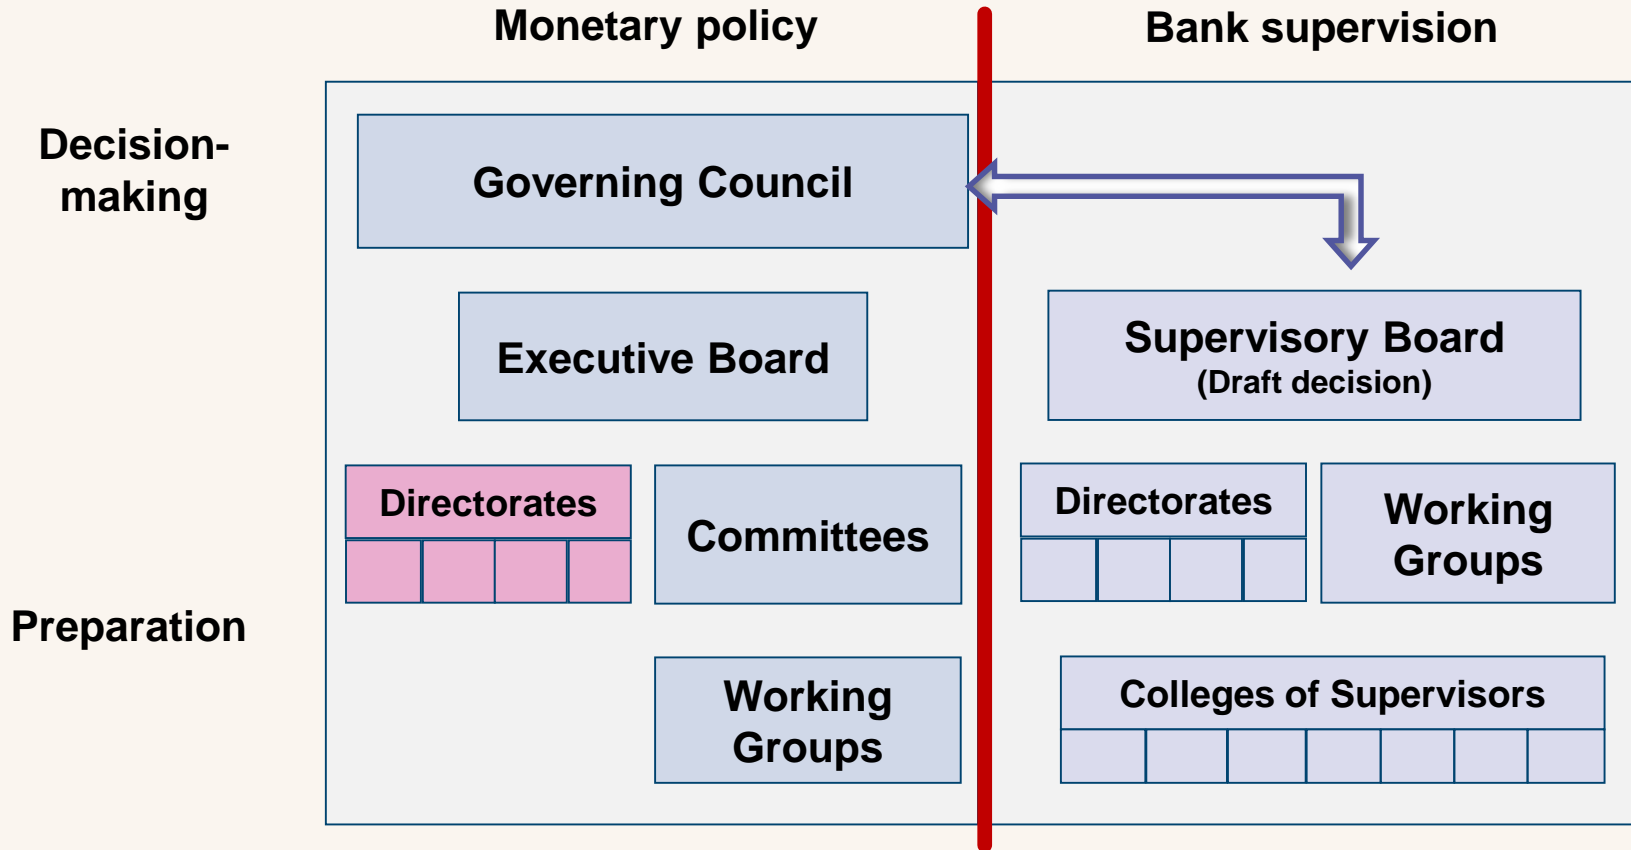 Monetary policy
Bank supervision
Decision-
making
Governing Council
Executive Board
Supervisory Board
(Draft decision)
Directorates
Committees
Directorates
Working
Groups
Preparation
Working
Groups
Colleges of Supervisors